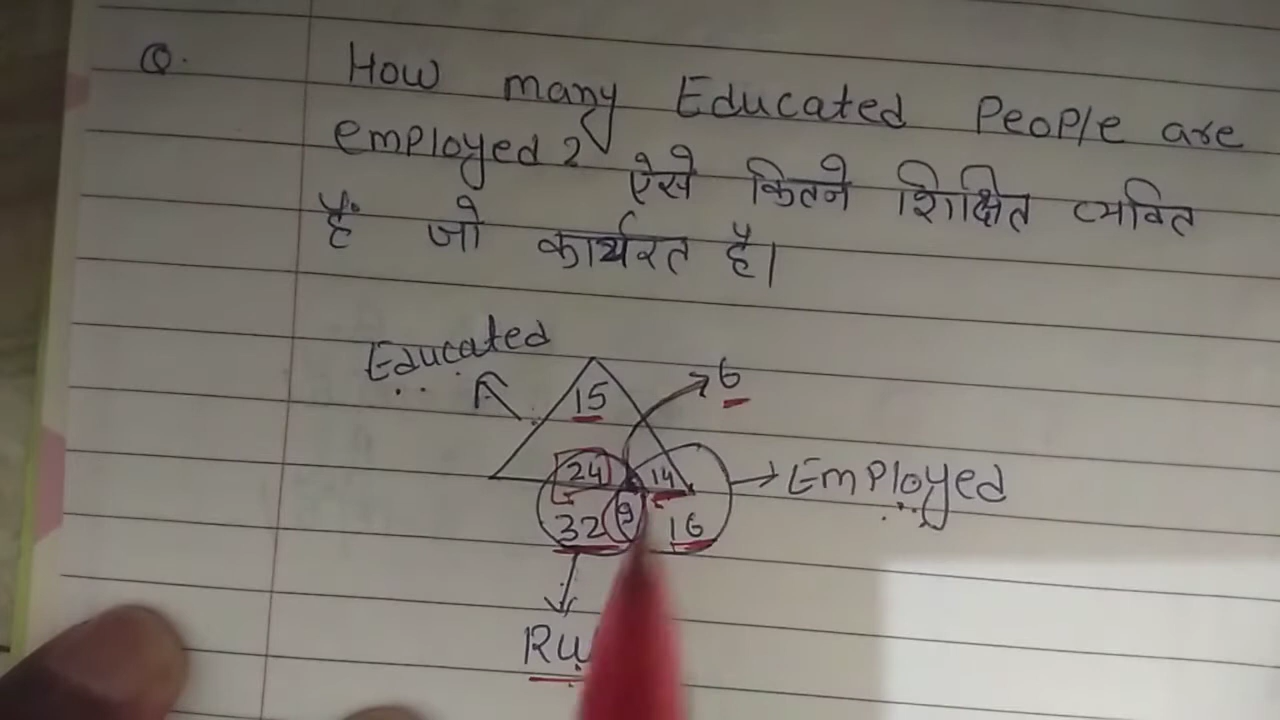 Q. How many Educated People are
employed? ऐसे कितने शिक्षित व्यक्ति
हैं जो कार्यरत है।
Educated
15
6
24 14
Employed
32 9 16